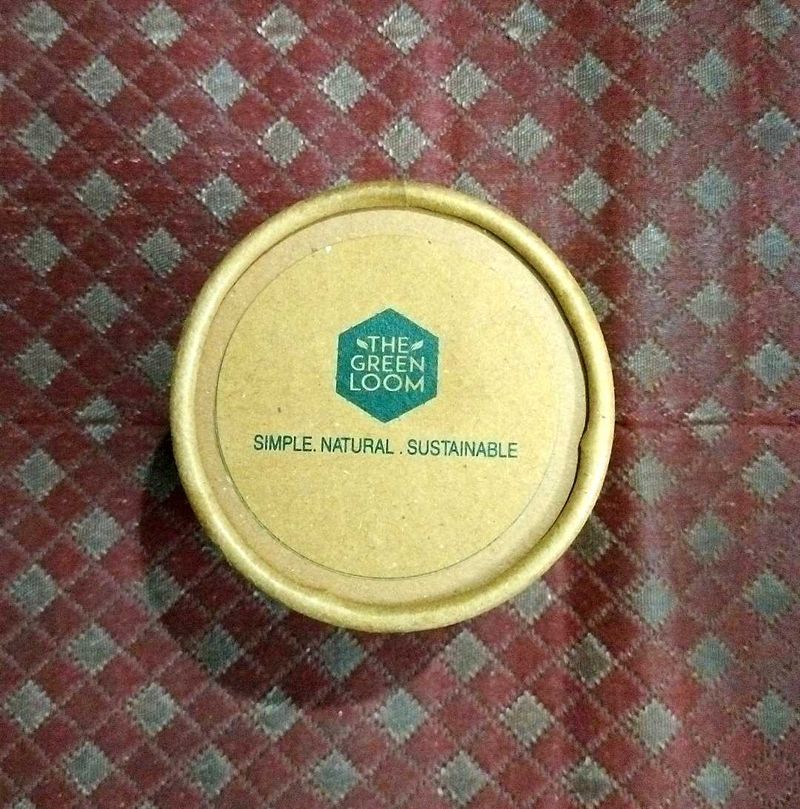 THE
GREEN
LOOM
SIMPLE. NATURAL . SUSTAINABLE